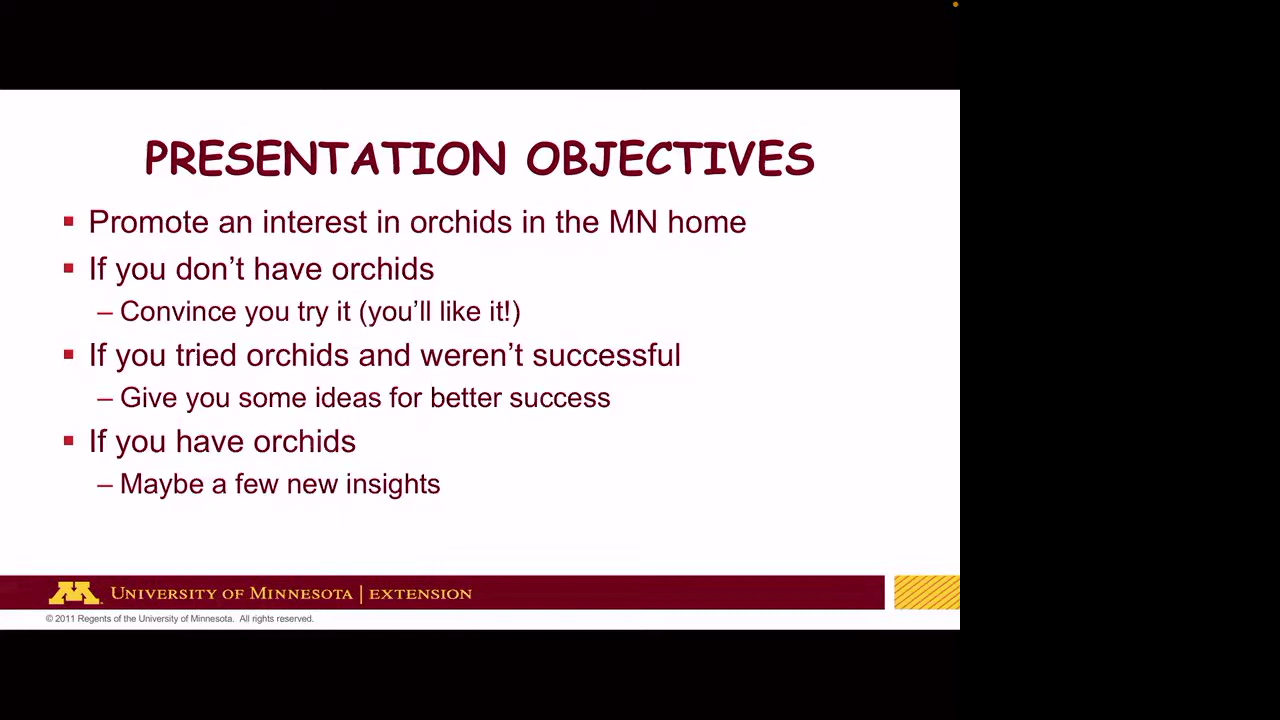 PRESENTATION OBJECTIVES
▪ Promote an interest in orchids in the MN home
▪ If you don’t have orchids
– Convince you try it (you’ll like it!)
▪ If you tried orchids and weren’t successful
– Give you some ideas for better success
▪ If you have orchids
– Maybe a few new insights
M UNIVERSITY OF MINNESOTA | EXTENSION
© 2011 Regents of the University of Minnesota. All rights reserved.